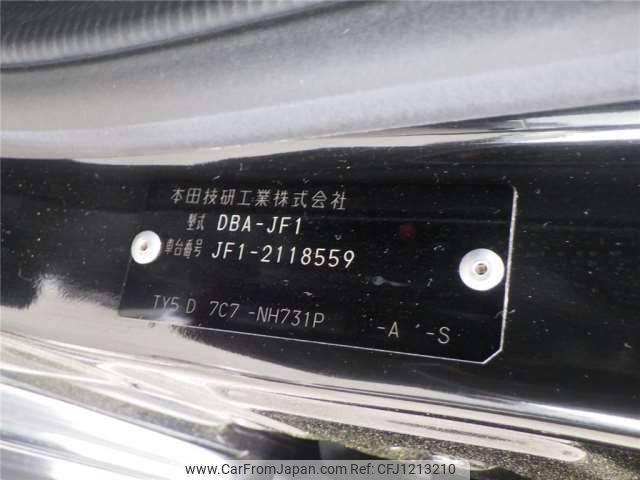 本田技研工業株式会社
型式 DBA-JF1
車台番号 JF1-2118559
TY5 D 7C7 -NH731P -A -S
www.CarFromJapan.com Ref:CFJ1213210